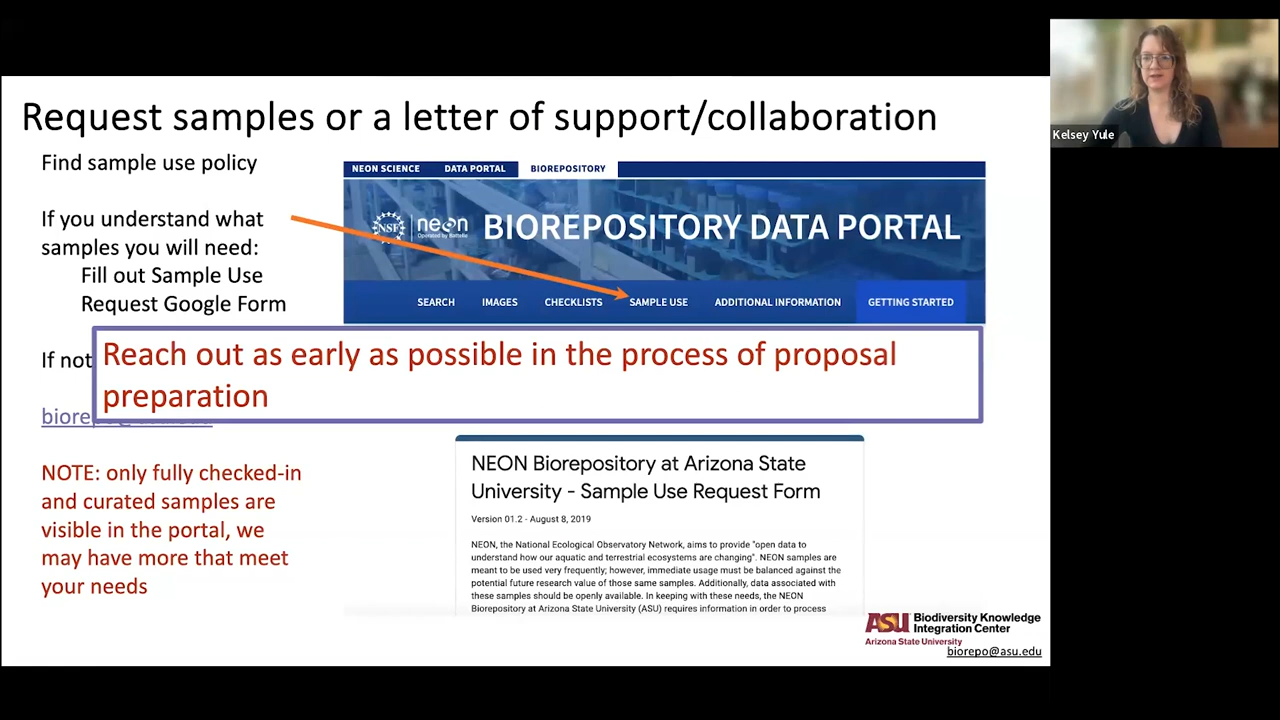 Request samples or a letter of support/collaboration
Find sample use policy
If you understand what
samples you will need:
Fill out Sample Use
Request Google Form
If not
NOTE: only fully checked-in
and curated samples are
visible in the portal, we
may have more that meet
your needs
NEON SCIENCE DATA PORTAL BIOREPOSITORY
NSF neon
Operated by Battelle
BIOREPOSITORY DATA PORTAL
SEARCH IMAGES CHECKLISTS SAMPLE USE ADDITIONAL INFORMATION GETTING STARTED
Reach out as early as possible in the process of proposal
preparation
NEON Biorepository at Arizona State
University - Sample Use Request Form
Version 01.2 - August 8, 2019
NEON, the National Ecological Observatory Network, aims to provide "open data to
understand how our aquatic and terrestrial ecosystems are changing". NEON samples are
meant to be used very frequently; however, immediate usage must be balanced against the
potential future research value of those same samples. Additionally, data associated with
these samples should be openly available. In keeping with these needs, the NEON
Biorepository at Arizona State University (ASU) requires information in order to process
ASU Biodiversity Knowledge
Integration Center
Arizona State University
biorepo@asu.edu
Kelsey Yule